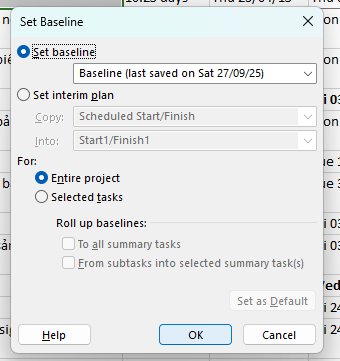 Set Baseline
Set baseline
Baseline (last saved on Sat 27/09/25)
Set interim plan
Copy: Scheduled Start/Finish
Into: Start1/Finish1
For:
Entire project
Selected tasks
Roll up baselines:
To all summary tasks
From subtasks into selected summary task(s)
Set as Default
Help OK Cancel